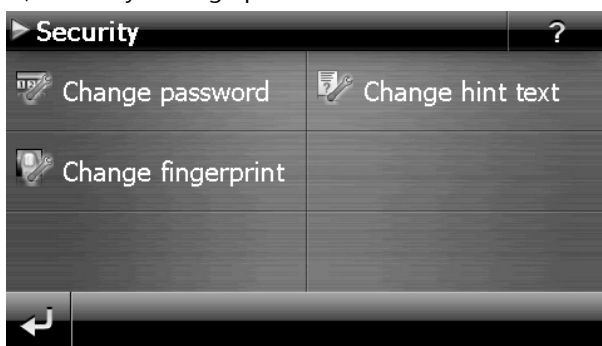 Security
?
Change password
Change hint text
Change fingerprint